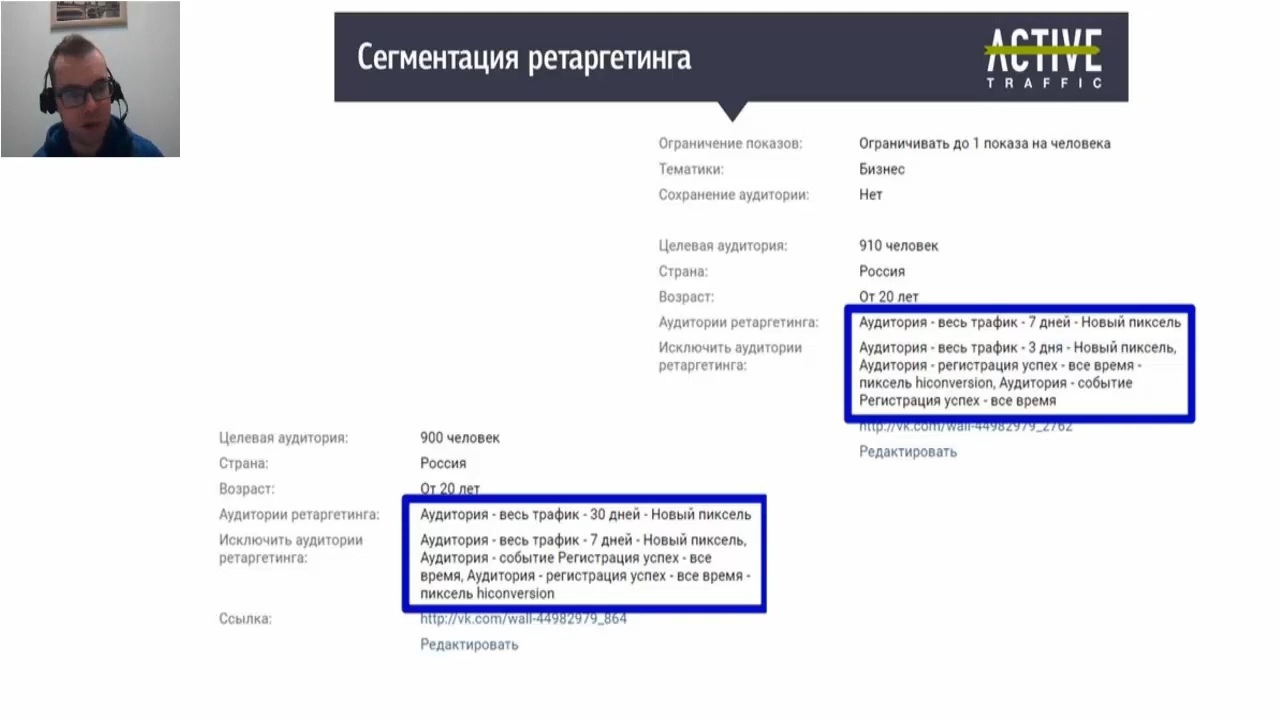 Сегментация ретаргетинга
ACTIVE
TRAFFIC
Ограничение показов: Ограничивать до 1 показа на человека
Тематики: Бизнес
Сохранение аудитории: Нет
Целевая аудитория: 910 человек
Страна: Россия
Возраст: От 20 лет
Аудитории ретаргетинга: Аудитория - весь трафик - 7 дней - Новый пиксель
Исключить аудитории Аудитория - весь трафик - 3 дня - Новый пиксель,
ретаргетинга: Аудитория - регистрация успех - все время -
пиксель hiconversion, Аудитория - событие
Регистрация успех - все время
http://vk.com/wall-44982979_2762
Редактировать
Целевая аудитория: 900 человек
Страна: Россия
Возраст: От 20 лет
Аудитории ретаргетинга: Аудитория - весь трафик - 30 дней - Новый пиксель
Исключить аудитории Аудитория - весь трафик - 7 дней - Новый пиксель,
ретаргетинга: Аудитория - событие Регистрация успех - все
время, Аудитория - регистрация успех - все время -
пиксель hiconversion
Ссылка: http://vk.com/wall-44982979_864
Редактировать